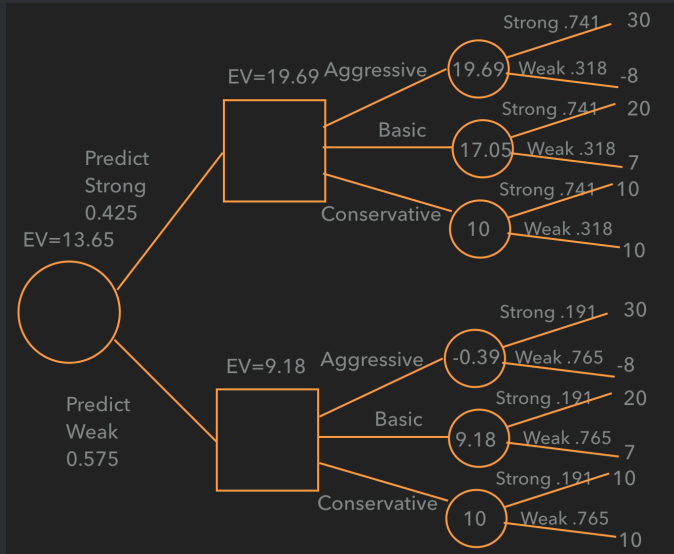 Strong .741 30
EV=19.69 Aggressive 19.69 Weak .318 -8
Strong .741 20
Basic 17.05 Weak .318 7
Predict
Strong
0.425
Strong .741 10
Conservative 10 Weak .318 10
EV=13.65
Strong .191 30
EV=9.18 Aggressive -0.39 Weak .765 -8
Strong .191 20
Predict
Weak
0.575
Basic 9.18 Weak .765 7
Strong .191 10
Conservative 10 Weak .765 10